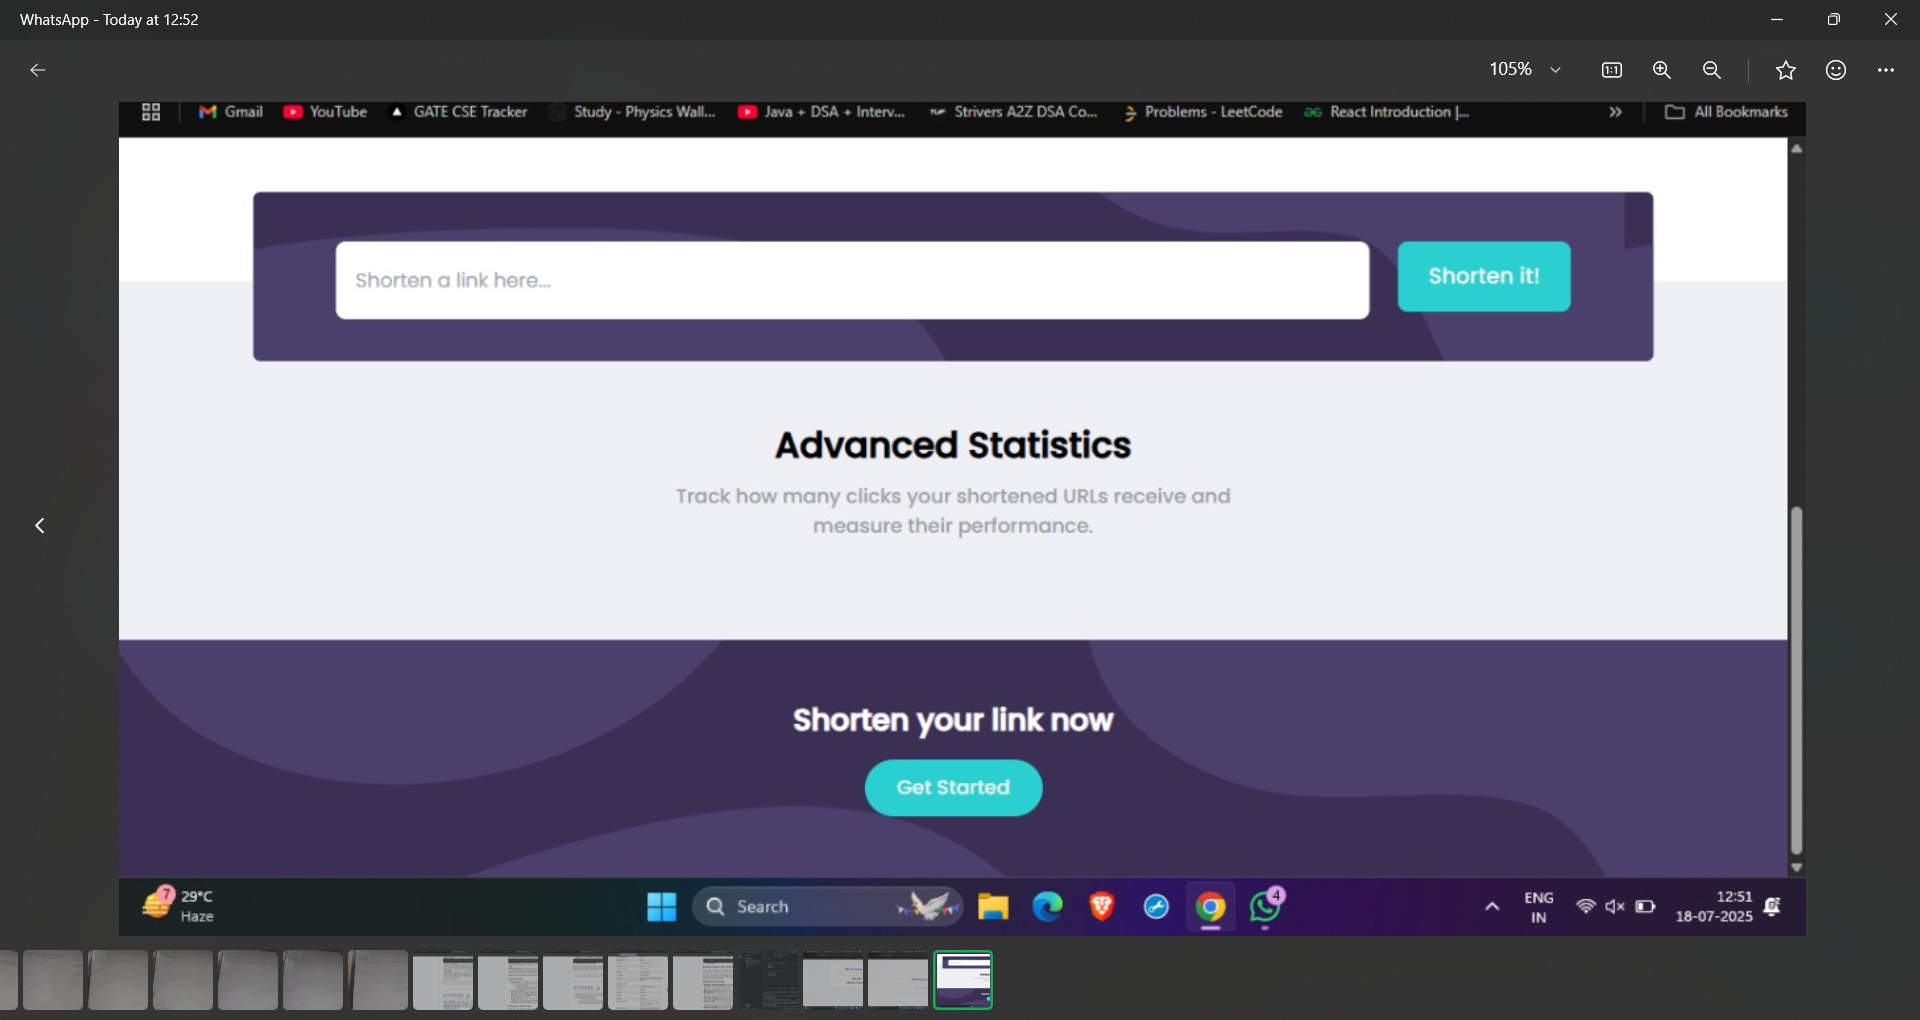 WhatsApp - Today at 12:52
105%
1:1
Gmail YouTube GATE CSE Tracker Study - Physics Wall... Java + DSA + Interv... Strivers A2Z DSA Co... Problems - LeetCode React Introduction |... » All Bookmarks
Shorten a link here...
Shorten it!
Advanced Statistics
Track how many clicks your shortened URLs receive and
measure their performance.
Shorten your link now
Get Started
7
29°C
Haze
Search
4
ENG
IN
12:51
18-07-2025